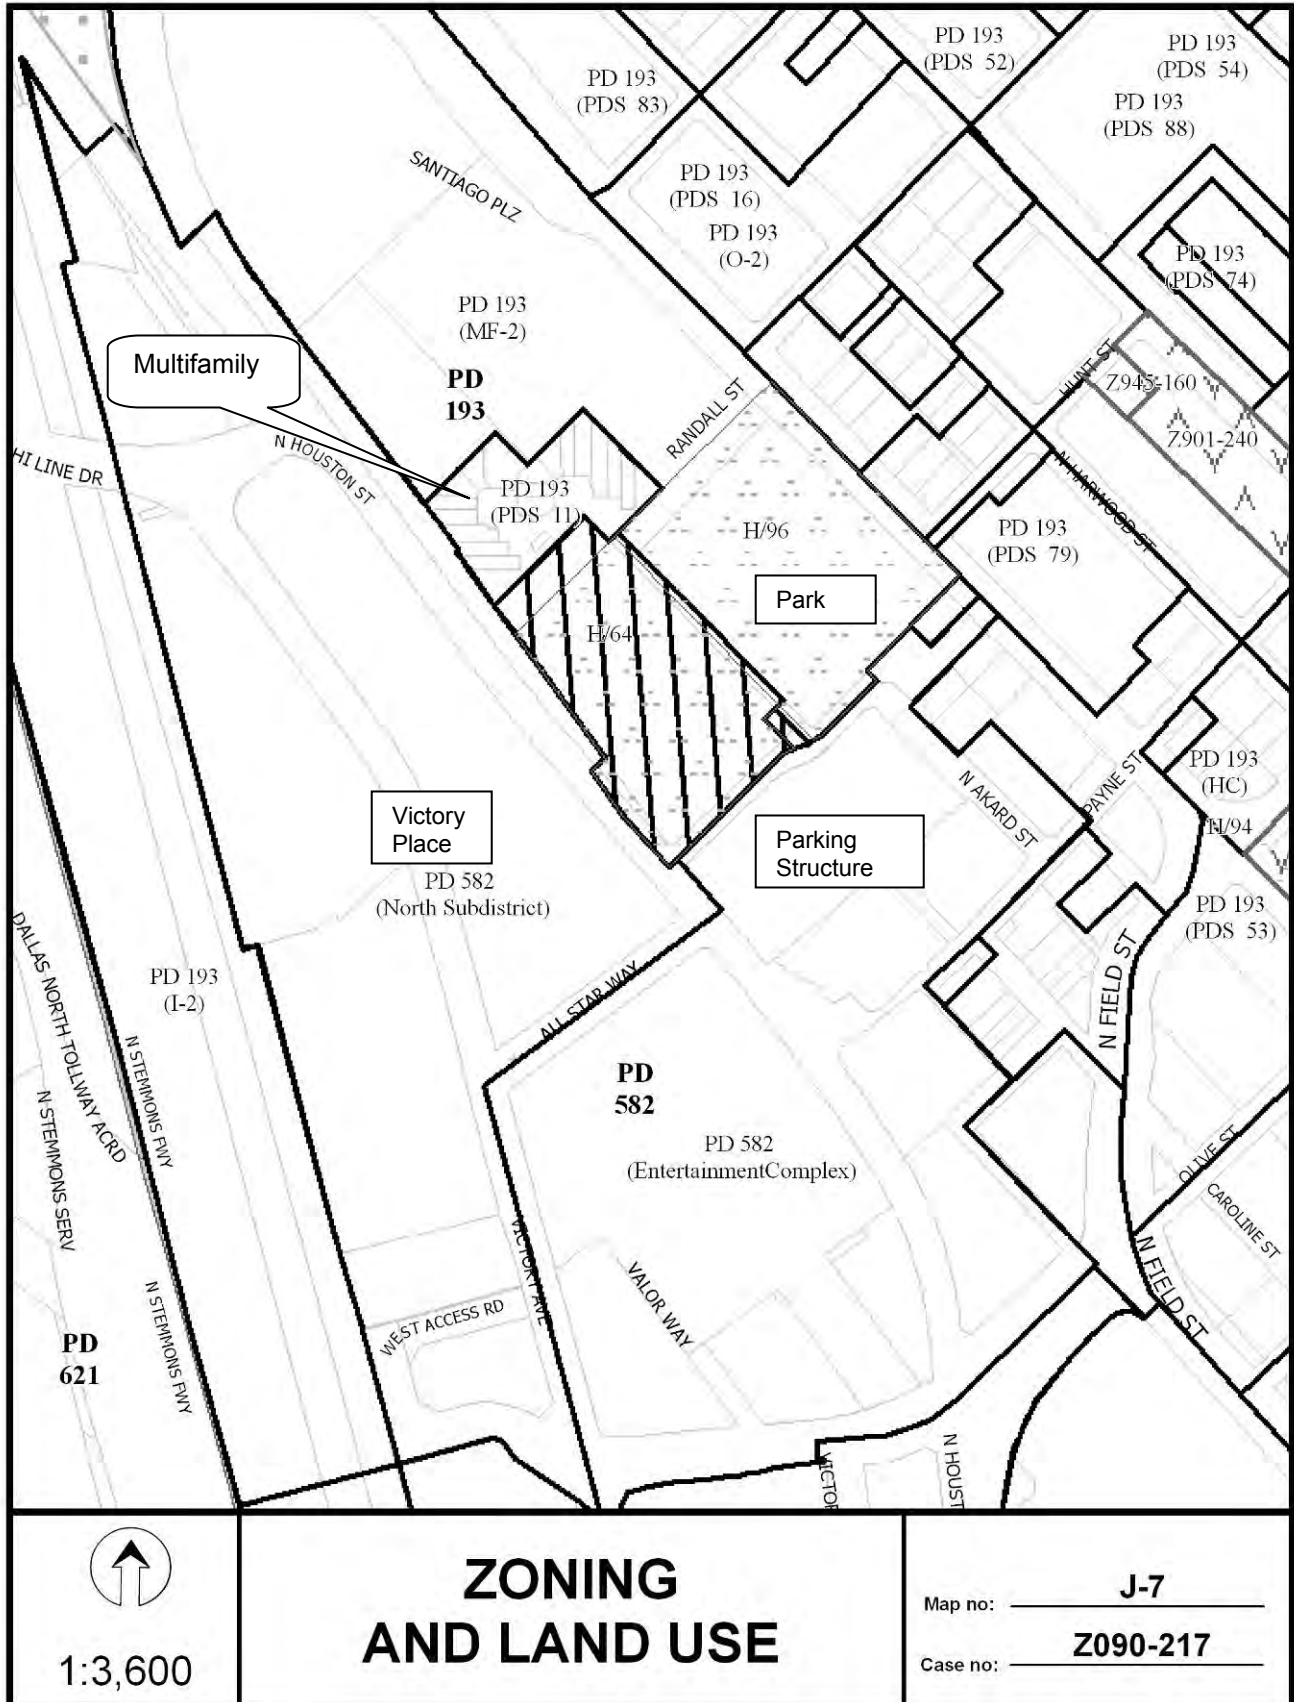 PD 193
(PDS 52)
PD 193
(PDS 54)
PD 193
(PDS 83)
PD 193
(PDS 88)
SANTIAGO PLZ
PD 193
(PDS 16)
PD 193
(O-2)
PD 193
(PDS 74)
PD 193
(MF-2)
Multifamily
PD
193
HUNT ST
Z945-160
RANDALL ST
Z901-240
HI LINE DR
N HOUSTON ST
N HARWOOD ST
PD 193
(PDS 11)
H/96
PD 193
(PDS 79)
Park
H/64
PD 193
(HC)
PAYNE ST
N AKARD ST
H/94
Victory
Place
Parking
Structure
PD 582
(North Subdistrict)
PD 193
(PDS 53)
DALLAS NORTH TOLLWAY ACRD
PD 193
(I-2)
ALL STAR WAY
N FIELD ST
N STEMMONS FWY
N STEMMONS SERV
PD
582
PD 582
(EntertainmentComplex)
OLIVE ST
CAROLINE ST
VICTORY AVE
VALOR WAY
N FIELD ST
WEST ACCESS RD
N STEMMONS FWY
PD
621
VICTOR
N HOUST
1:3,600
ZONING
AND LAND USE
Map no: J-7
Case no: Z090-217